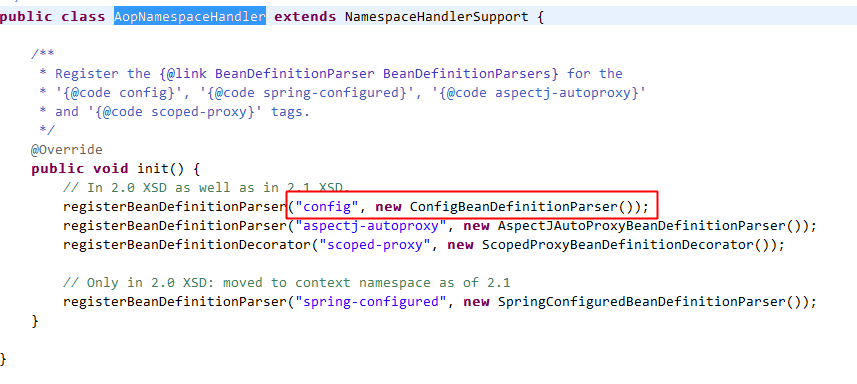 public class AopNamespaceHandler extends NamespaceHandlerSupport {
/**
* Register the {@link BeanDefinitionParser BeanDefinitionParsers} for the
* '{@code config}', '{@code spring-configured}', '{@code aspectj-autoproxy}'
* and '{@code scoped-proxy}' tags.
*/
@Override
public void init() {
// In 2.0 XSD as well as in 2.1 XSD.
registerBeanDefinitionParser("config", new ConfigBeanDefinitionParser());
registerBeanDefinitionParser("aspectj-autoproxy", new AspectJAutoProxyBeanDefinitionParser());
registerBeanDefinitionDecorator("scoped-proxy", new ScopedProxyBeanDefinitionDecorator());
// Only in 2.0 XSD: moved to context namespace as of 2.1
registerBeanDefinitionParser("spring-configured", new SpringConfiguredBeanDefinitionParser());
}
}